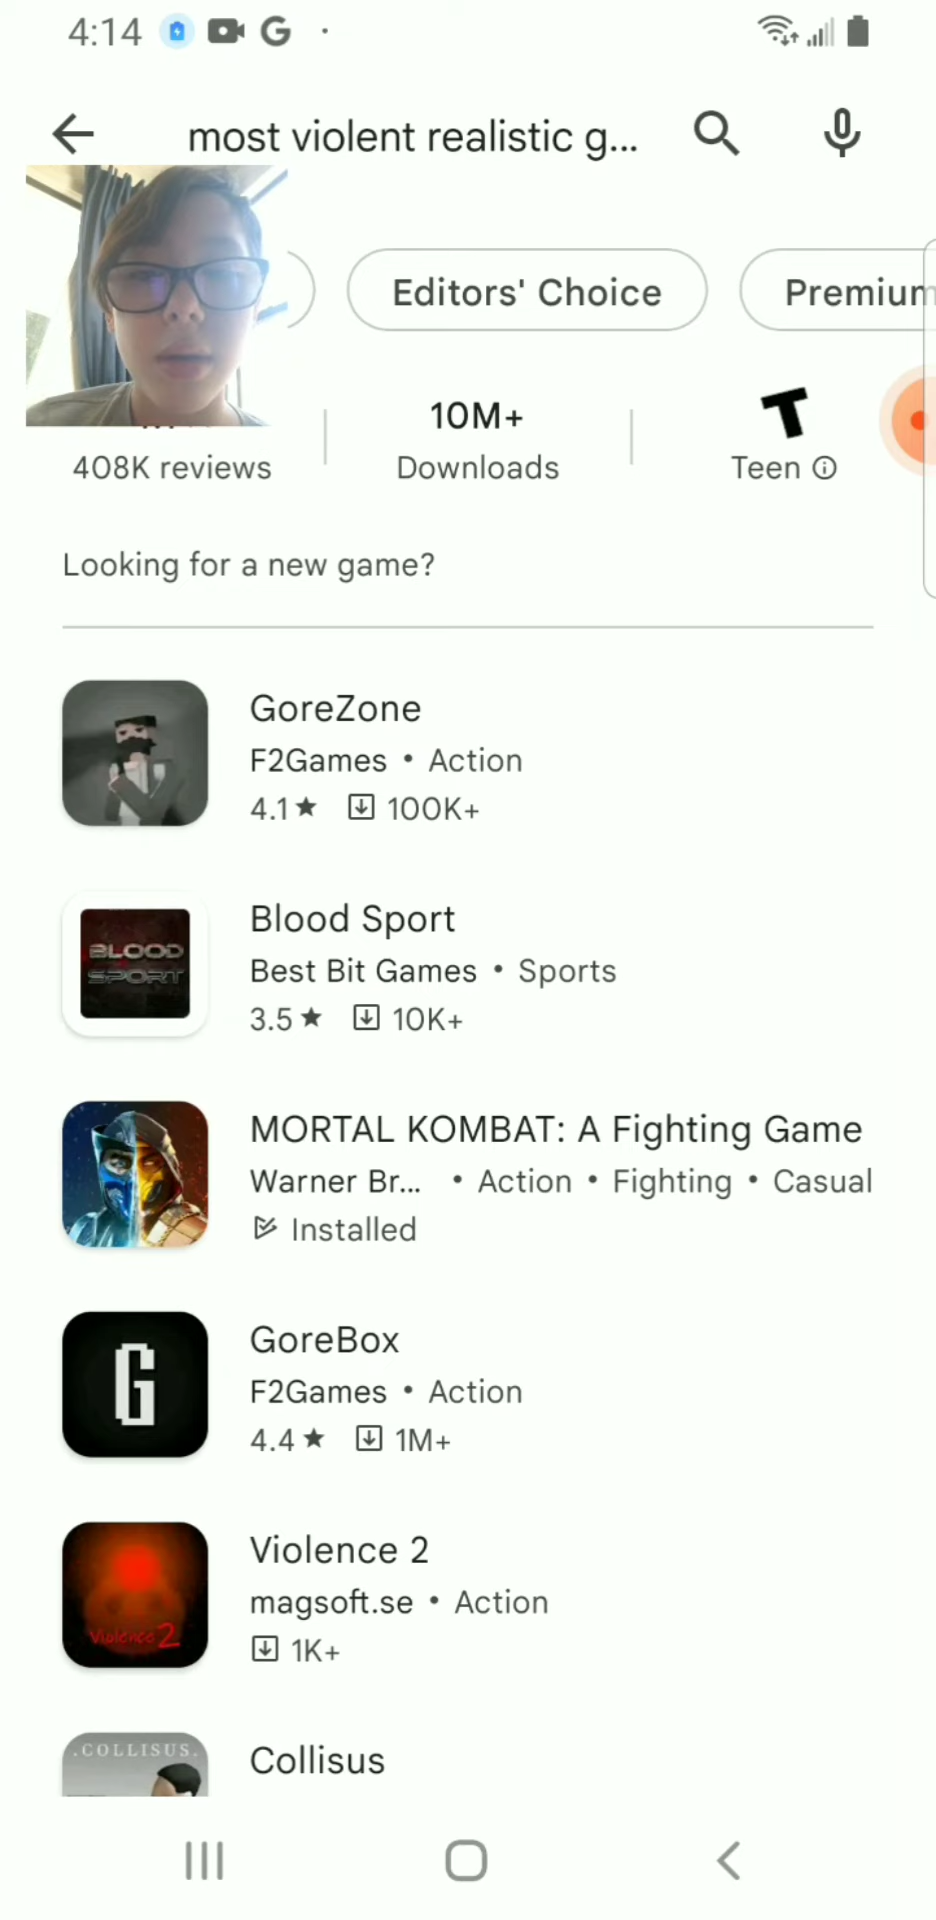 4:14
most violent realistic g...
Editors' Choice
Premium
408K reviews
10M+
Downloads
T
Teen
Looking for a new game?
GoreZone
F2Games • Action
4.1★ 100K+
BLOOD
SPORT
Blood Sport
Best Bit Games • Sports
3.5★ 10K+
MORTAL KOMBAT: A Fighting Game
Warner Br... • Action • Fighting • Casual
Installed
G
GoreBox
F2Games • Action
4.4★ 1M+
Violence 2
Violence 2
magsoft.se • Action
1K+
.COLLISUS.
Collisus